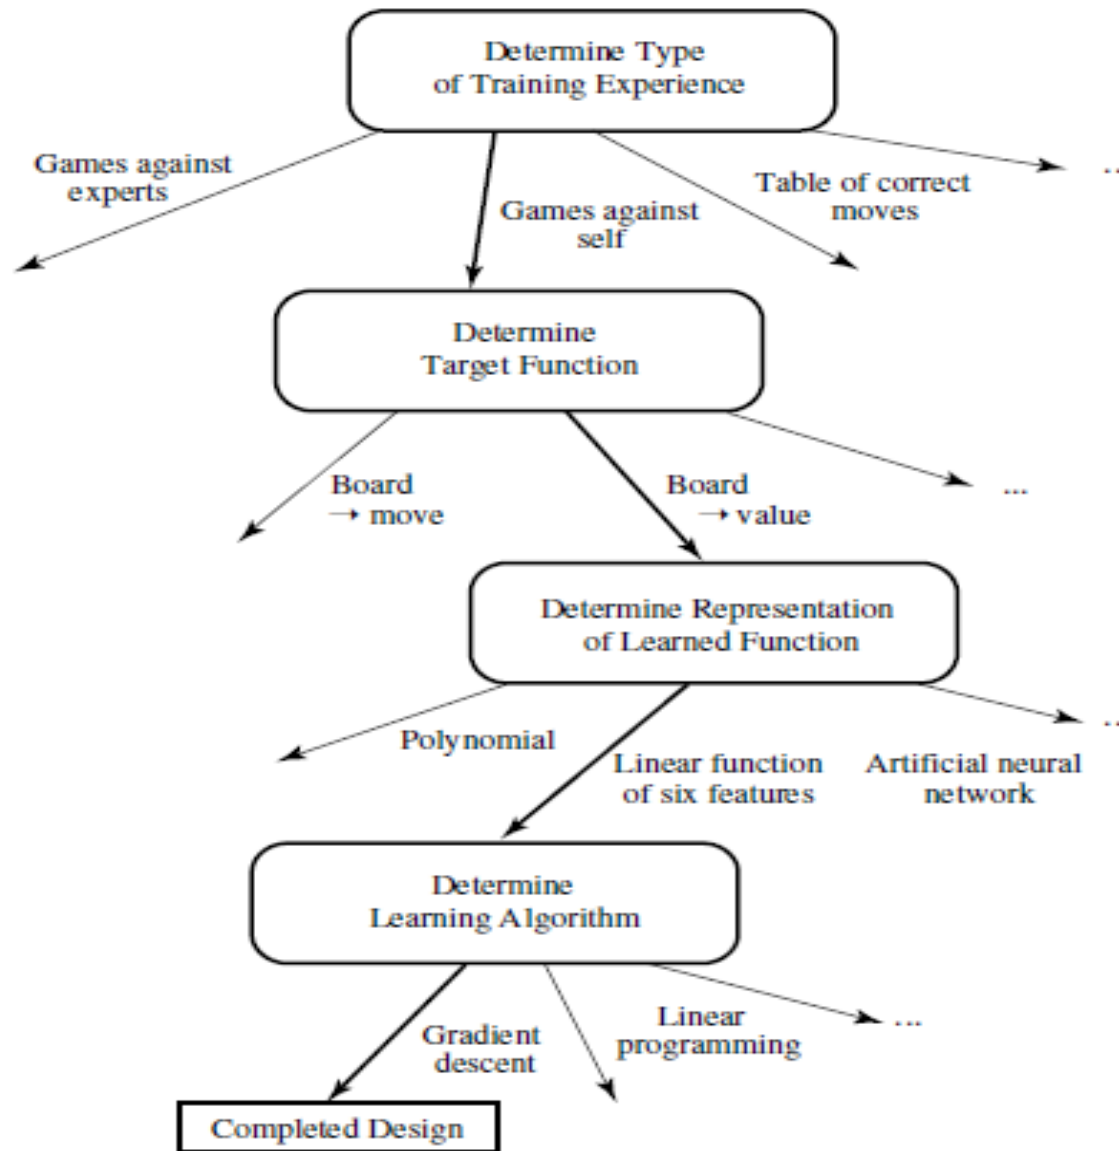 Determine Type
of Training Experience
Games against
experts
Games against
self
Table of correct
moves
...
Determine
Target Function
Board
→ move
Board
→ value
...
Determine Representation
of Learned Function
Polynomial
Linear function
of six features
Artificial neural
network
...
Determine
Learning Algorithm
Gradient
descent
Linear
programming
...
Completed Design